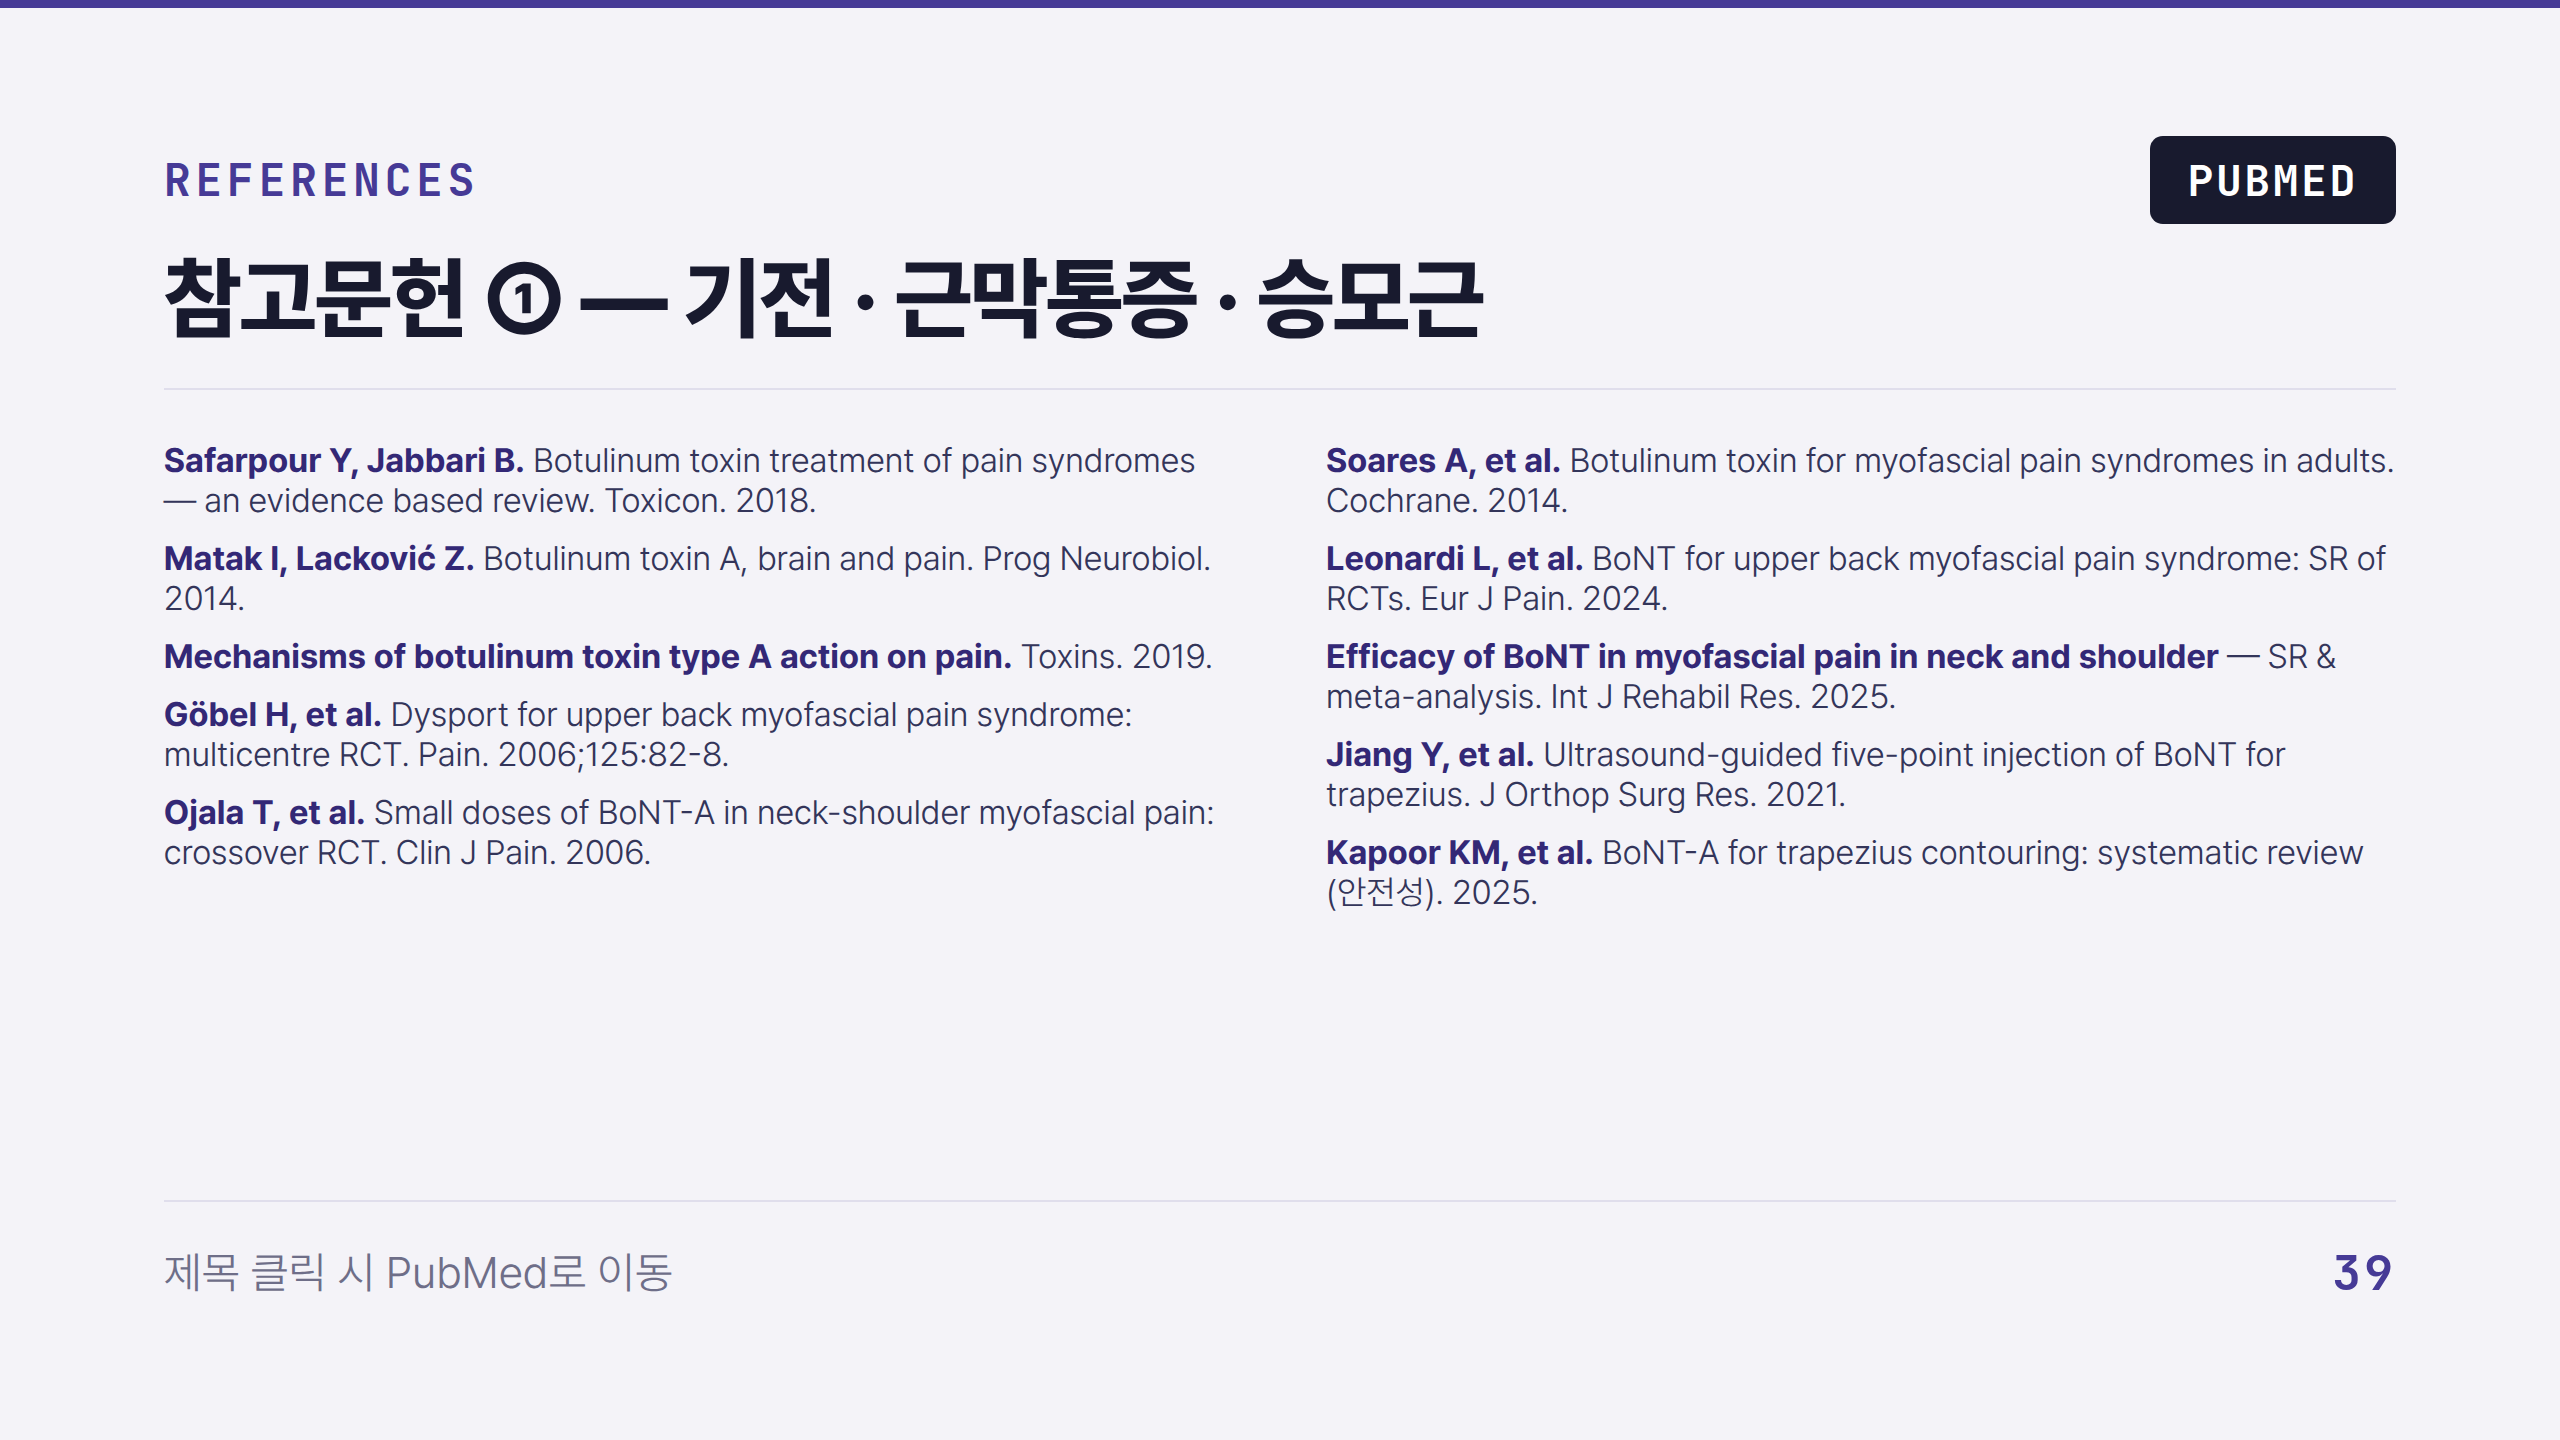 REFERENCES
PUBMED
참고문헌 ① — 기전 · 근막통증 · 승모근
Safarpour Y, Jabbari B. Botulinum toxin treatment of pain syndromes
— an evidence based review. Toxicon. 2018.
Matak I, Lacković Z. Botulinum toxin A, brain and pain. Prog Neurobiol.
2014.
Mechanisms of botulinum toxin type A action on pain. Toxins. 2019.
Göbel H, et al. Dysport for upper back myofascial pain syndrome:
multicentre RCT. Pain. 2006;125:82-8.
Ojala T, et al. Small doses of BoNT-A in neck-shoulder myofascial pain:
crossover RCT. Clin J Pain. 2006.
Soares A, et al. Botulinum toxin for myofascial pain syndromes in adults.
Cochrane. 2014.
Leonardi L, et al. BoNT for upper back myofascial pain syndrome: SR of
RCTs. Eur J Pain. 2024.
Efficacy of BoNT in myofascial pain in neck and shoulder — SR &
meta-analysis. Int J Rehabil Res. 2025.
Jiang Y, et al. Ultrasound-guided five-point injection of BoNT for
trapezius. J Orthop Surg Res. 2021.
Kapoor KM, et al. BoNT-A for trapezius contouring: systematic review
(안전성). 2025.
제목 클릭 시 PubMed로 이동
39